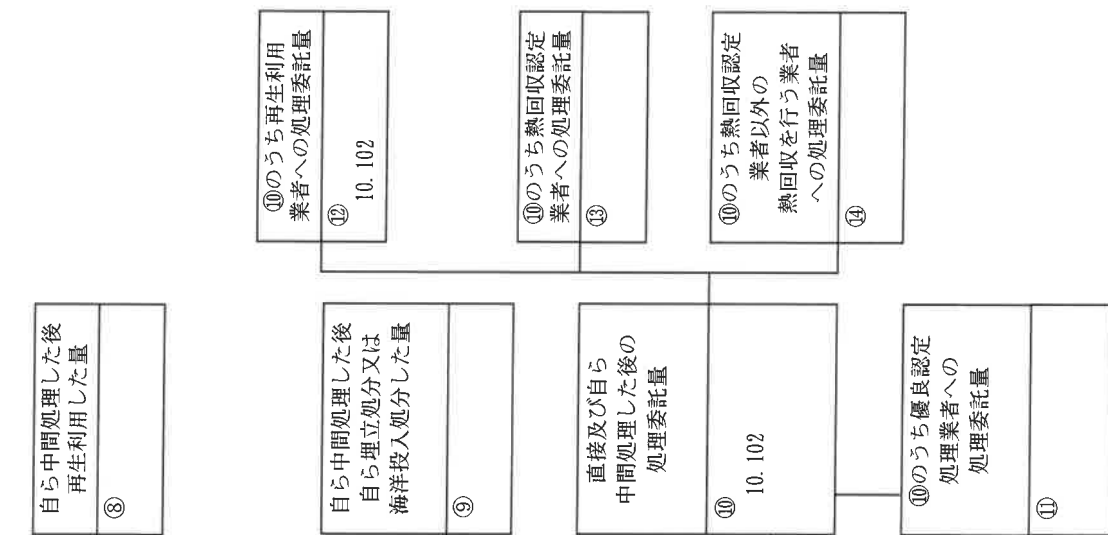 自ら中間処理した後
再生利用した量
⑧
自ら中間処理した後
自ら埋立処分又は
海洋投入処分した量
⑨
直接及び自ら
中間処理した後の
処理委託量
⑩
10.102
⑩のうち優良認定
処理業者への
処理委託量
⑪
⑩のうち再生利用
業者への処理委託量
⑫
10.102
⑩のうち熱回収認定
業者への処理委託量
⑬
⑩のうち熱回収認定
業者以外の
熱回収を行う業者
への処理委託量
⑭